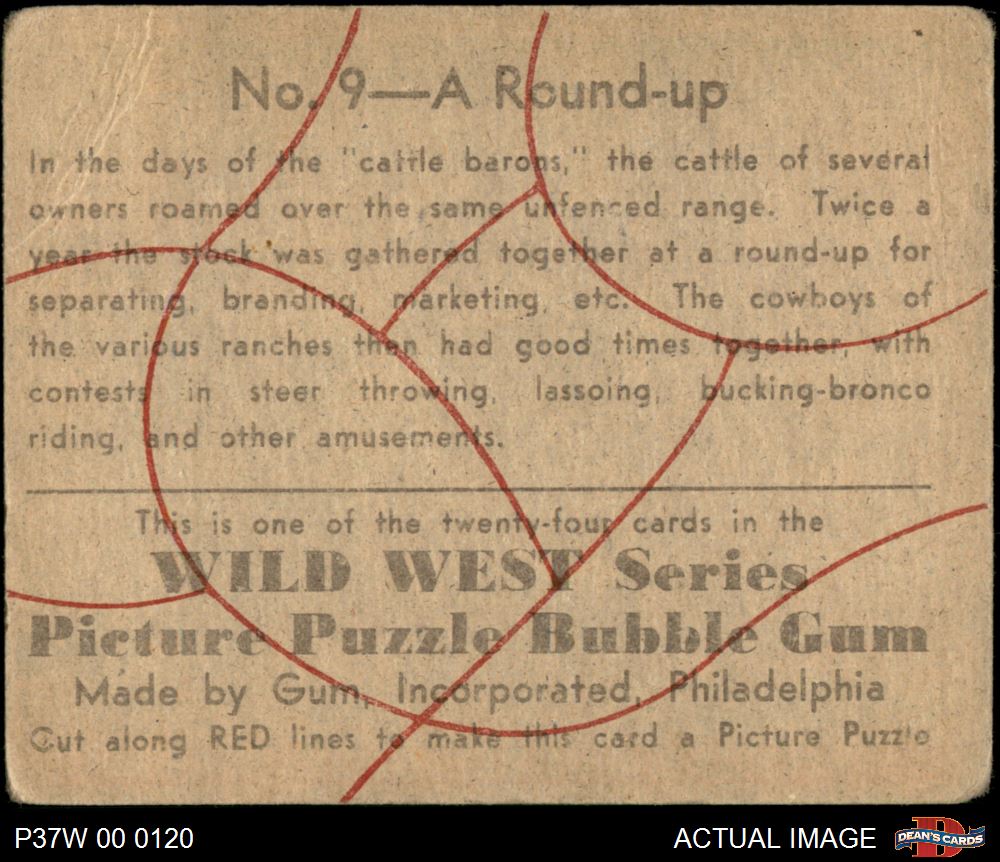 No. 9—A Round-up
In the days of the "cattle barons," the cattle of several
owners roamed over the same unfenced range. Twice a
year the stock was gathered together at a round-up for
separating, branding, marketing, etc. The cowboys of
the various ranches then had good times together, with
contests in steer throwing, lassoing, bucking-bronco
riding, and other amusements.
This is one of the twenty-four cards in the
WILD WEST Series
Picture Puzzle Bubble Gum
Made by Gum, Incorporated, Philadelphia
Cut along RED lines to make this card a Picture Puzzle
P37W 00 0120 ACTUAL IMAGE D DEAN'S CARDS